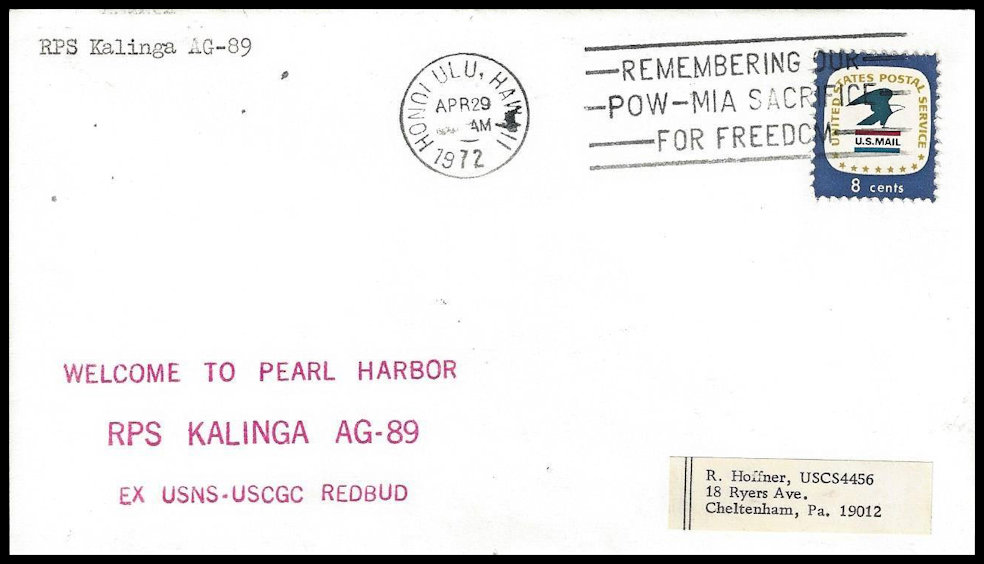 RPS Kalinga AG-89
HONOLULU, HAWAII
APR 29
AM
1972
REMEMBERING OUR
POW-MIA SACRIFICE
FOR FREEDOM
UNITED STATES POSTAL SERVICE
U.S.MAIL
8 cents
WELCOME TO PEARL HARBOR
RPS KALINGA AG-89
EX USNS-USCGC REDBUD
R. Hoffner, USCS4456
18 Ryers Ave.
Cheltenham, Pa. 19012